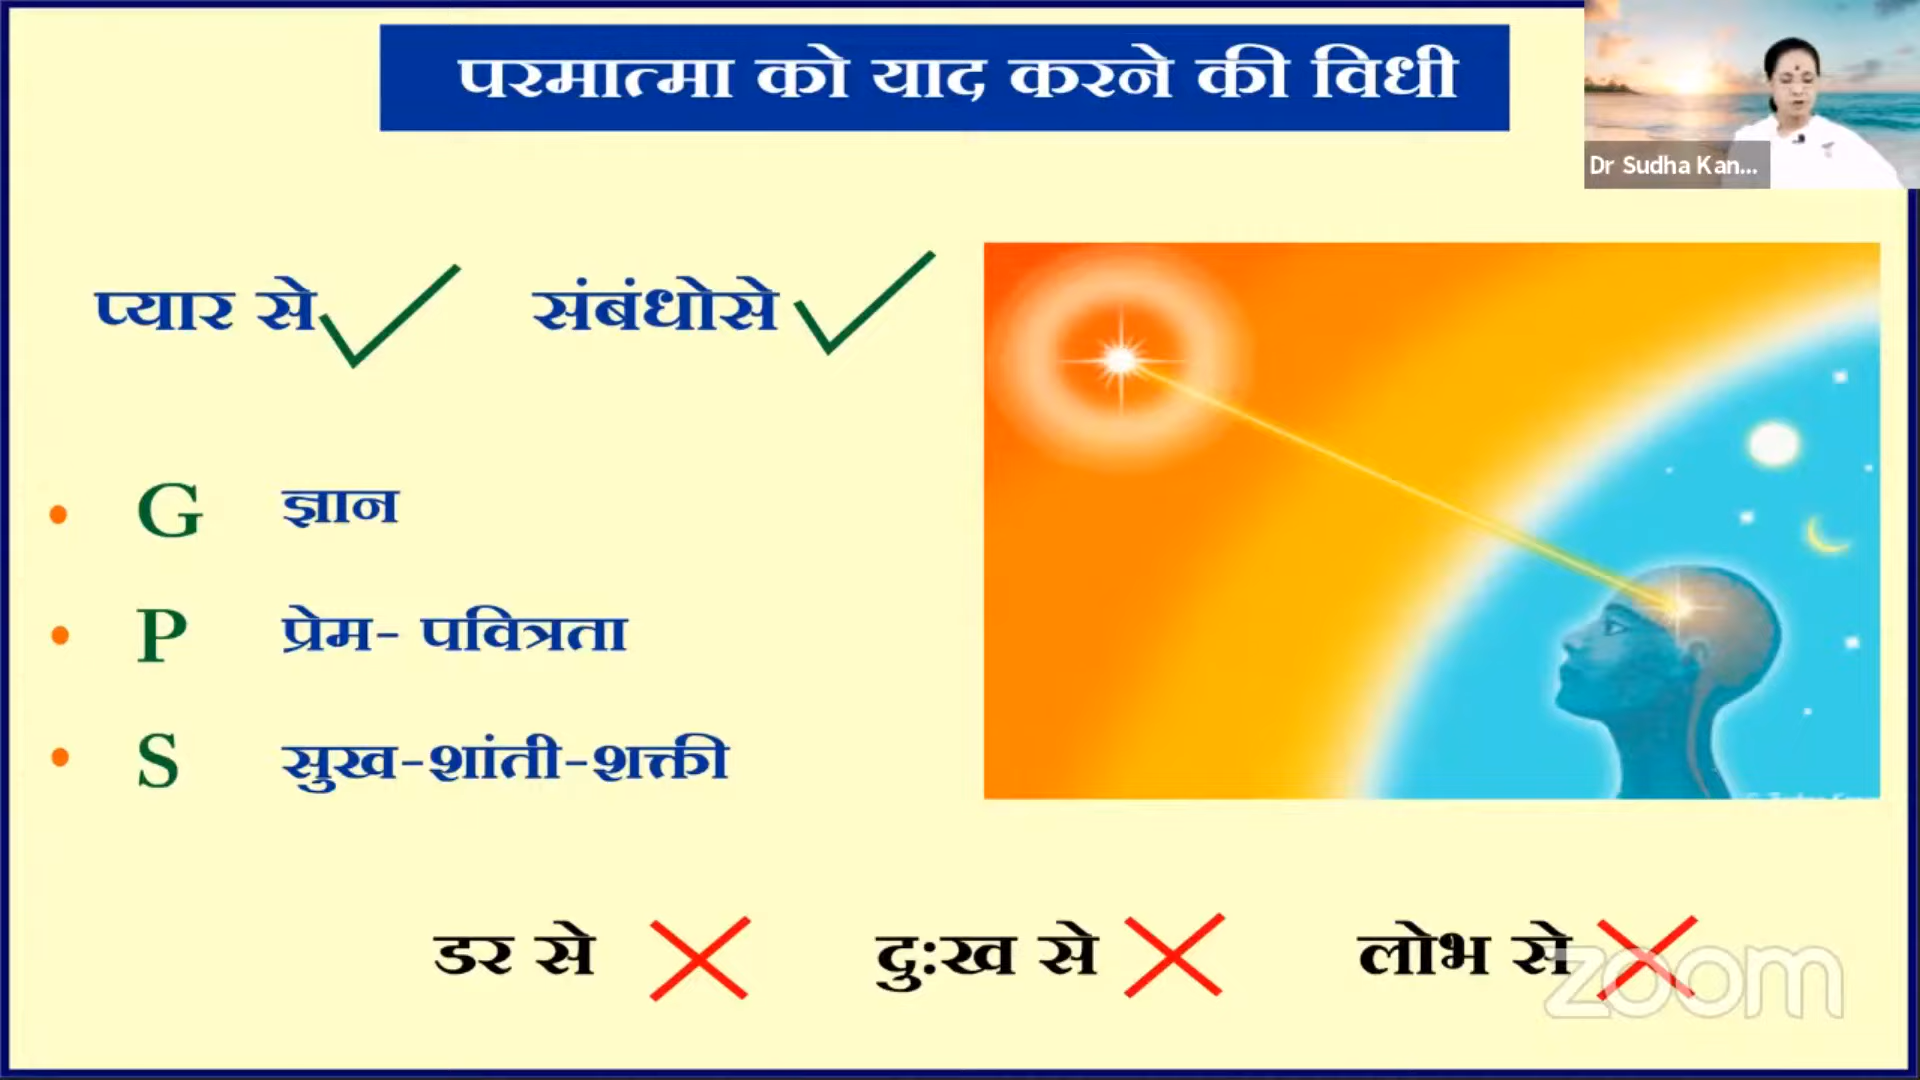 परमात्मा को याद करने की विधी
Dr Sudha Kan...
प्यार से संबंधोसे
G ज्ञान
P प्रेम- पवित्रता
S सुख-शांती-शक्ती
डर से दुःख से लोभ से
zoom